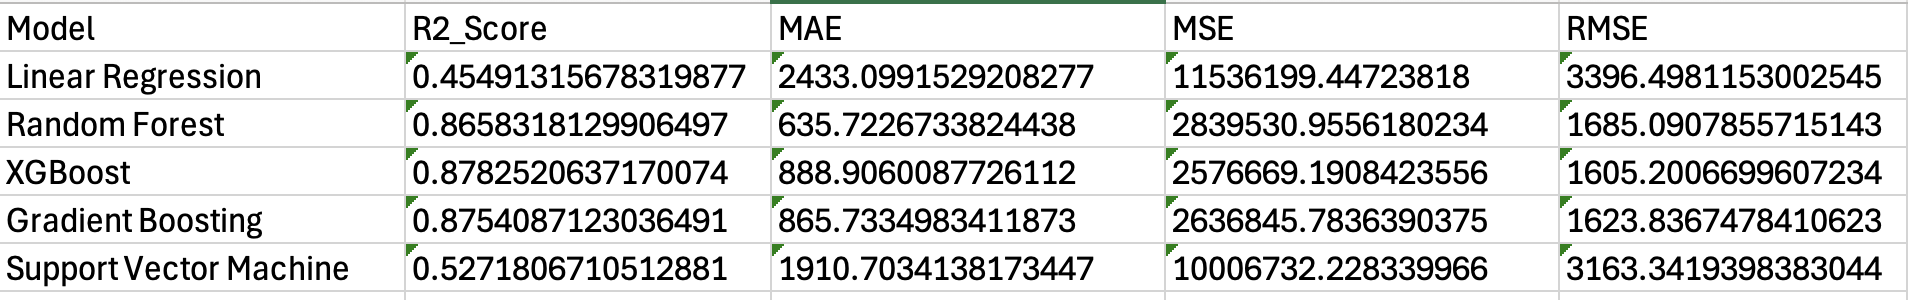 Model R2_Score MAE MSE RMSE
Linear Regression 0.45491315678319877 2433.0991529208277 11536199.44723818 3396.4981153002545
Random Forest 0.8658318129906497 635.7226733824438 2839530.9556180234 1685.0907855715143
XGBoost 0.8782520637170074 888.9060087726112 2576669.1908423556 1605.2006699607234
Gradient Boosting 0.8754087123036491 865.7334983411873 2636845.7836390375 1623.8367478410623
Support Vector Machine 0.5271806710512881 1910.7034138173447 10006732.228339966 3163.3419398383044